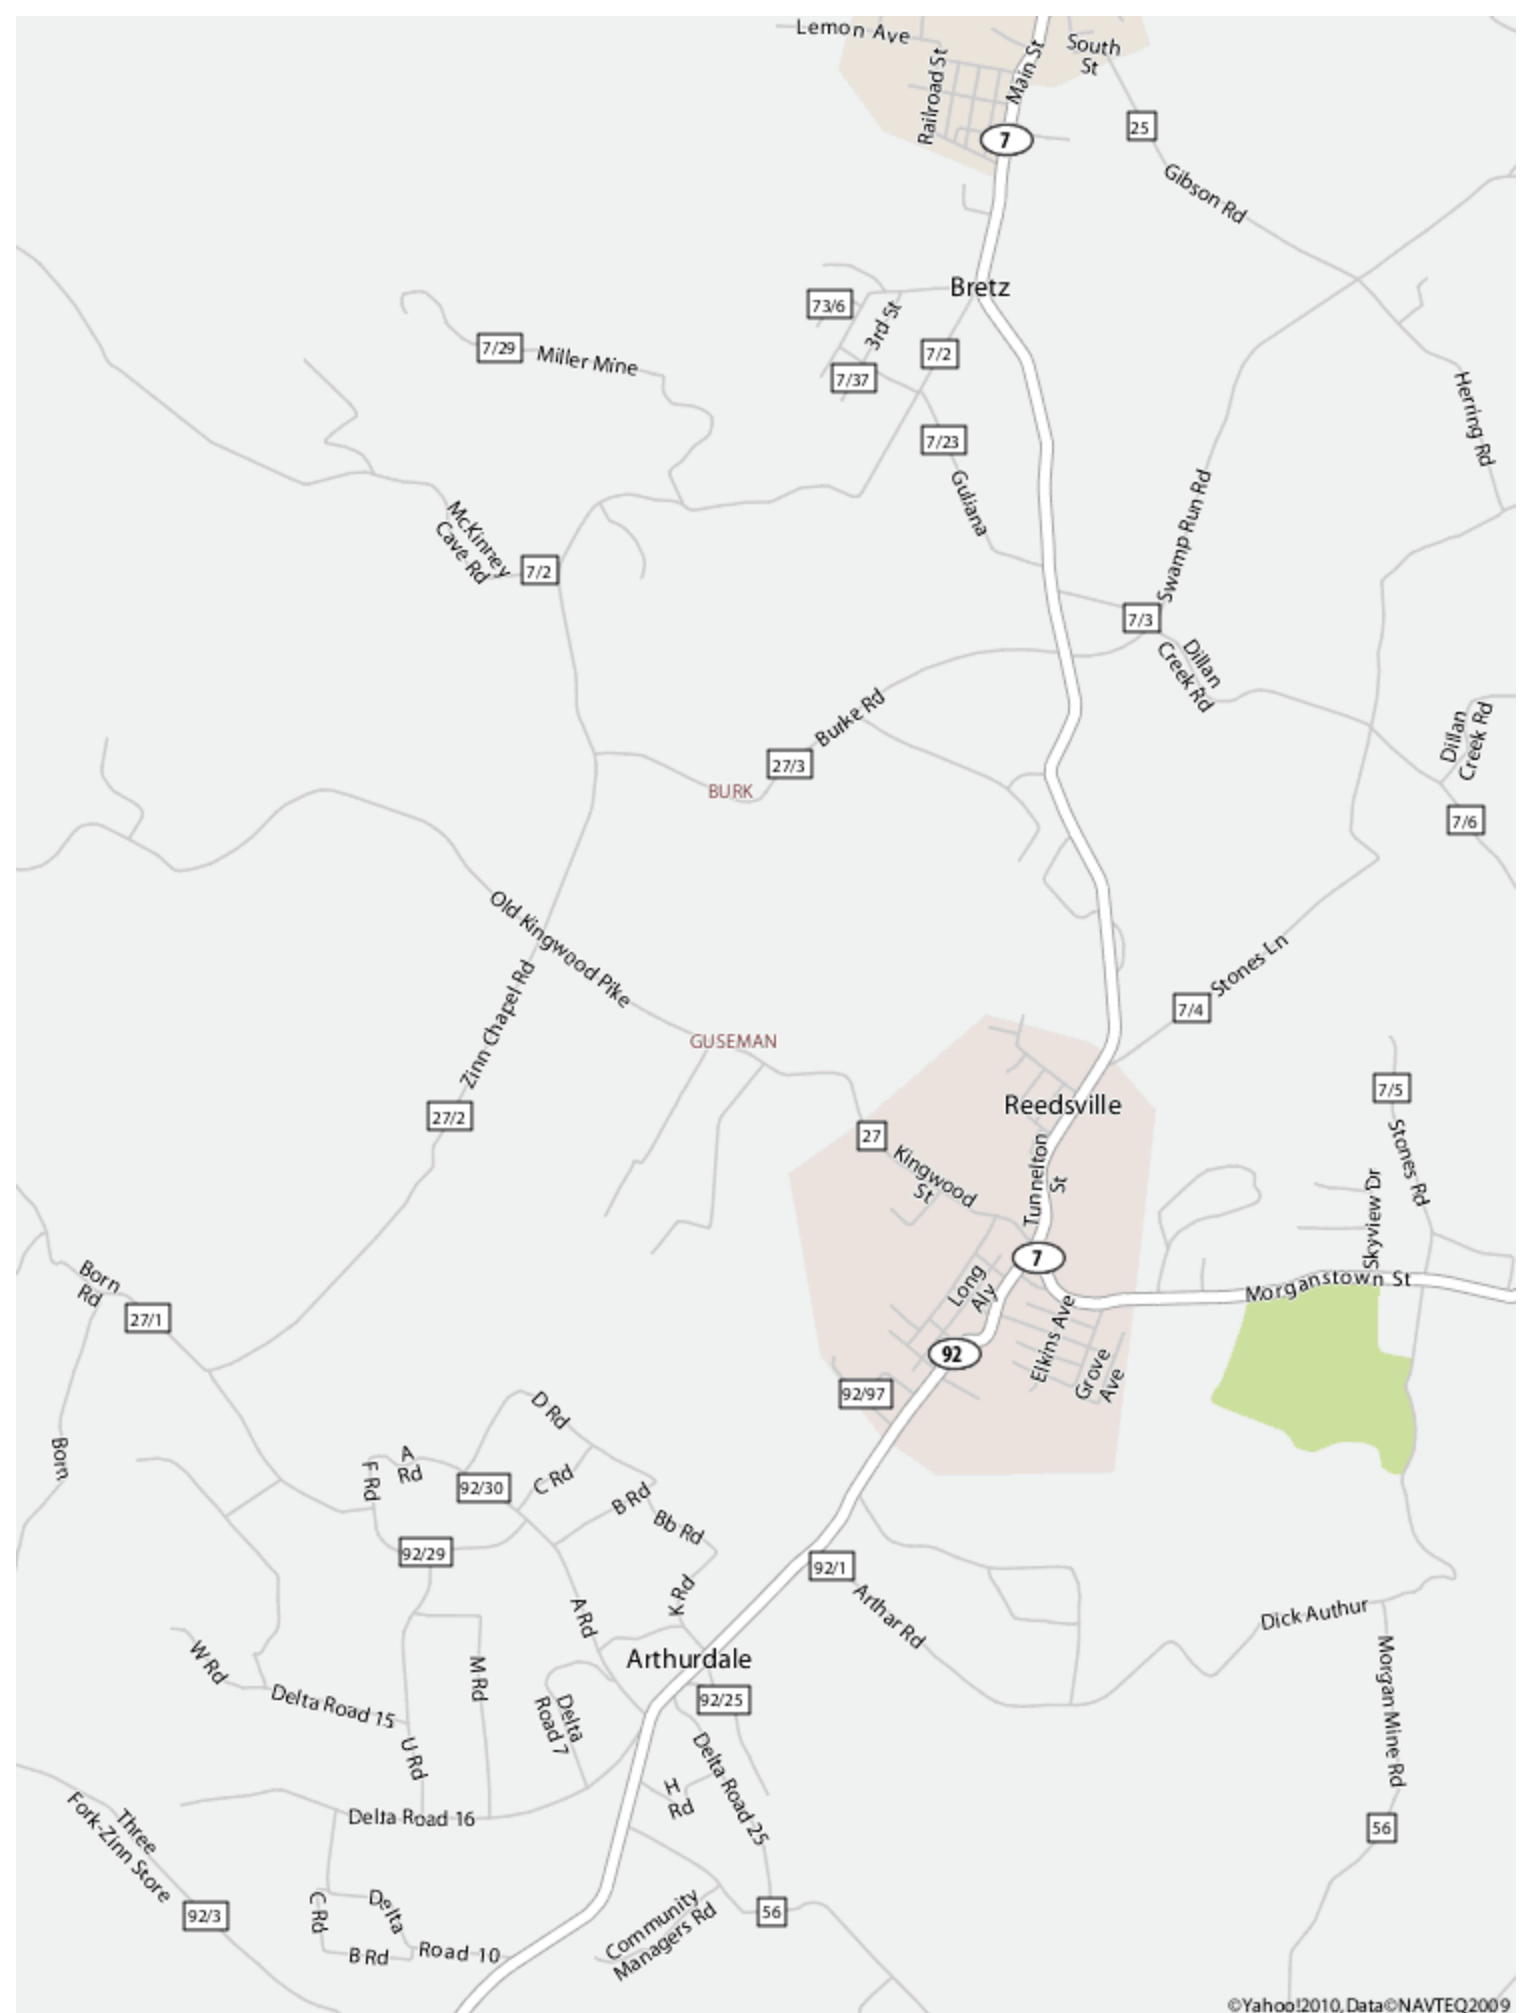 Lemon Ave
South
St
Main St
Railroad St
25
7
Gibson Rd
Bretz
73/6
3rd St
7/29
Miller Mine
7/2
7/37
Herring Rd
7/23
Guliana
Swamp Run Rd
McKinney
Cave Rd
7/2
7/3
Dillan
Creek Rd
Burke Rd
Dillan
Creek Rd
27/3
BURK
7/6
Old Kingwood Pike
Stones Ln
Zinn Chapel Rd
7/4
GUSEMAN
7/5
Reedsville
27/2
27
Stones Rd
Kingwood
St
Tunnelton
St
Skyview Dr
7
Born
Rd
Long
Aly
Morganstown St
27/1
Elkins Ave
92
Grove
Ave
92/97
D Rd
Born
A
Rd
F Rd
92/30
C Rd
B Rd
Bb Rd
92/29
92/1
K Rd
Arthar Rd
A Rd
Dick Authur
W Rd
Arthurdale
M Rd
Morgan Mine Rd
Delta Road 15
92/25
Delta
Road 7
U Rd
Delta Road 25
H
Rd
Delta Road 16
56
Three
Fork-Zinn Store
C Rd
Delta
Road 10
92/3
56
Community
Managers Rd
B Rd
©Yahoo!2010,Data©NAVTEQ2009